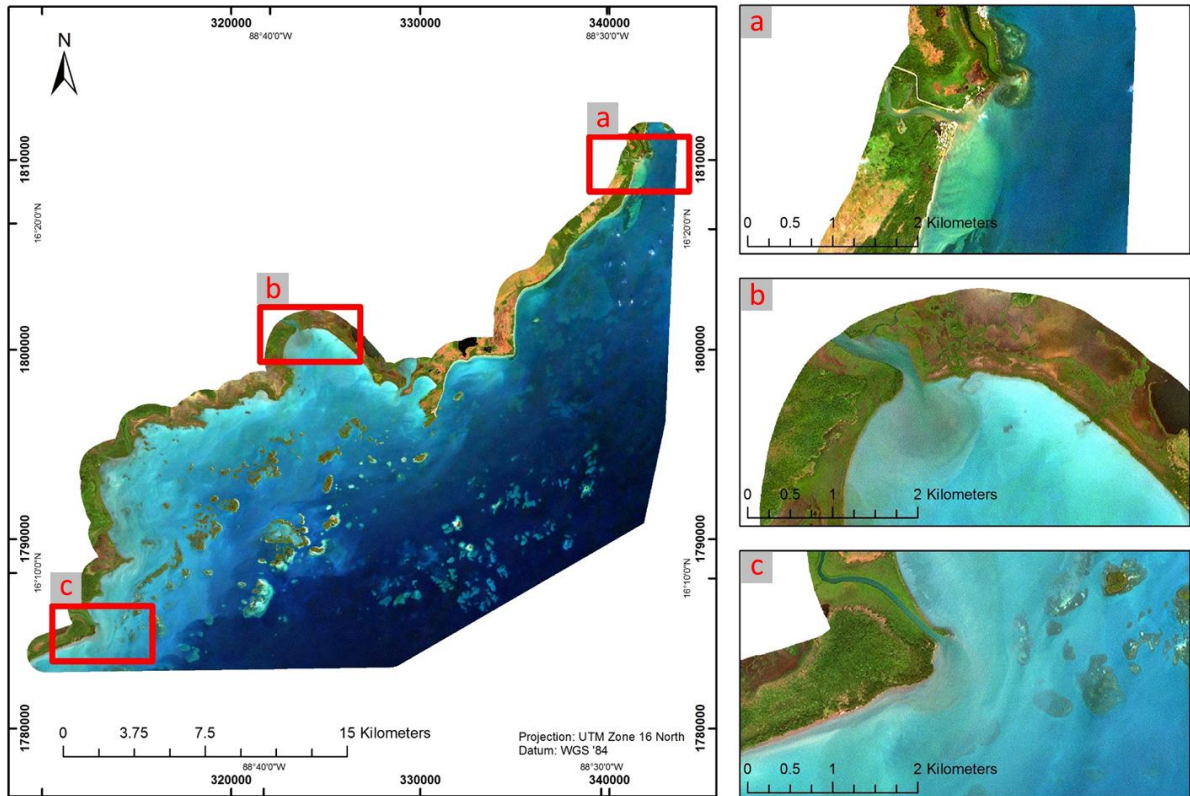 320000 330000 340000
88°40'0"W 88°30'0"W
N
a
b
c
1810000
1800000
1790000
1780000
16°20'0"N
16°10'0"N
1810000
1800000
1790000
1780000
16°20'0"N
16°10'0"N
0 3.75 7.5 15 Kilometers
Projection: UTM Zone 16 North
Datum: WGS '84
88°40'0"W 88°30'0"W
320000 330000 340000
a
0 0.5 1 2 Kilometers
b
0 0.5 1 2 Kilometers
c
0 0.5 1 2 Kilometers